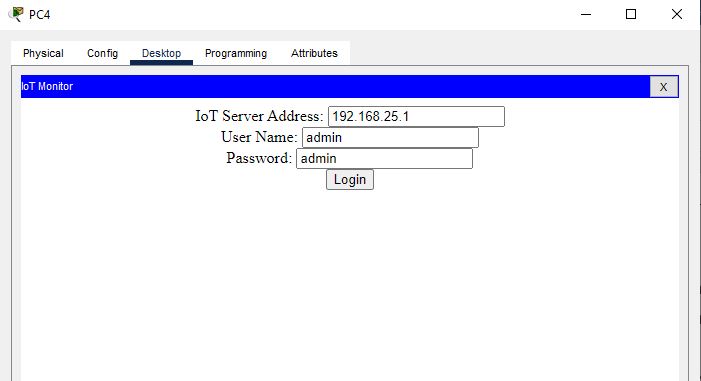 PC4
Physical Config Desktop Programming Attributes
IoT Monitor X
IoT Server Address: 192.168.25.1
User Name: admin
Password: admin
Login